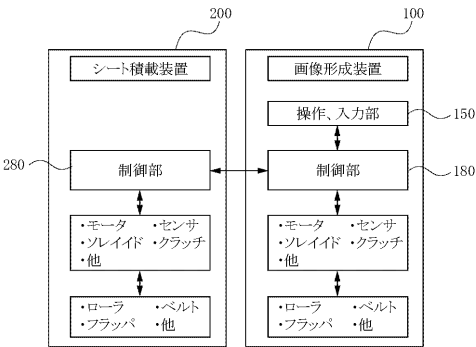 200
100
シート積載装置
画像形成装置
操作、入力部
150
280
制御部
制御部
180
・モータ ・センサ
・ソレイイド ・クラッチ
・他
・モータ ・センサ
・ソレイイド ・クラッチ
・他
・ローラ ・ベルト
・フラッパ ・他
・ローラ ・ベルト
・フラッパ ・他